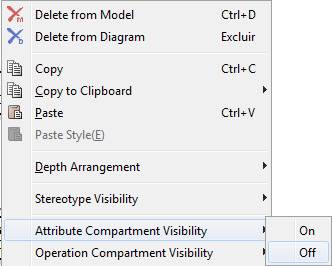 Delete from Model Ctrl+D
Delete from Diagram Excluir
Copy Ctrl+C
Copy to Clipboard
Paste Ctrl+V
Paste Style(E)
Depth Arrangement
Stereotype Visibility
Attribute Compartment Visibility On
Operation Compartment Visibility Off